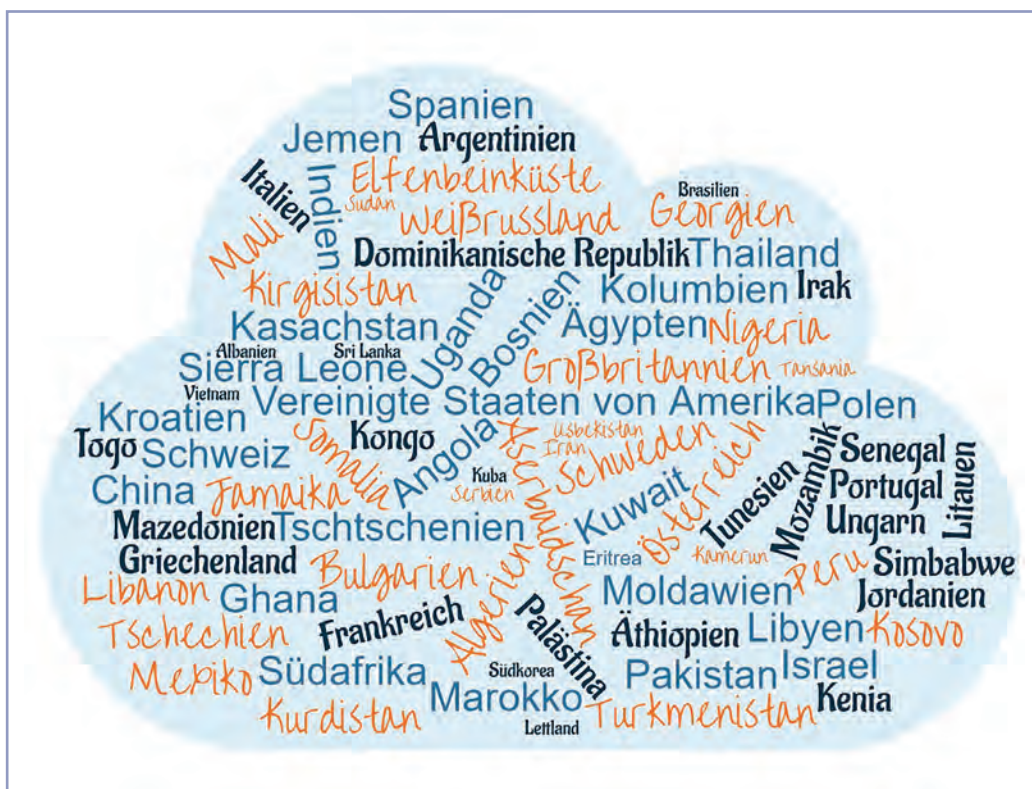 Spanien
Jemen Argentinien
Italien
Indien
Elfenbeinküste
Sudan
Brasilien
Mali
Weißrussland
Georgien
Dominikanische Republik
Thailand
Kirgisistan
Uganda
Bosnien
Kolumbien
Irak
Kasachstan
Ägypten
Nigeria
Albanien
Sri Lanka
Sierra Leone
Großbritannien
Tansania
Vietnam
Vereinigte Staaten von Amerika
Polen
Kroatien
Togo
Somalia
Kongo
Angola
Aserbaidschan
Usbekistan
Iran
Schweden
Österreich
Schweiz
Tunesien
Mozambik
Senegal
Litauen
China
Jamaika
Kuba
Serbien
Kuwait
Portugal
Mazedonien
Tschtschenien
Ungarn
Griechenland
Bulgarien
Algerien
Eritrea
Kamerun
Peru
Simbabwe
Libanon
Ghana
Moldawien
Jordanien
Tschechien
Frankreich
Palästina
Äthiopien
Libyen
Kosovo
Mexiko
Südafrika
Südkorea
Pakistan
Israel
Kurdistan
Marokko
Turkmenistan
Kenia
Lettland